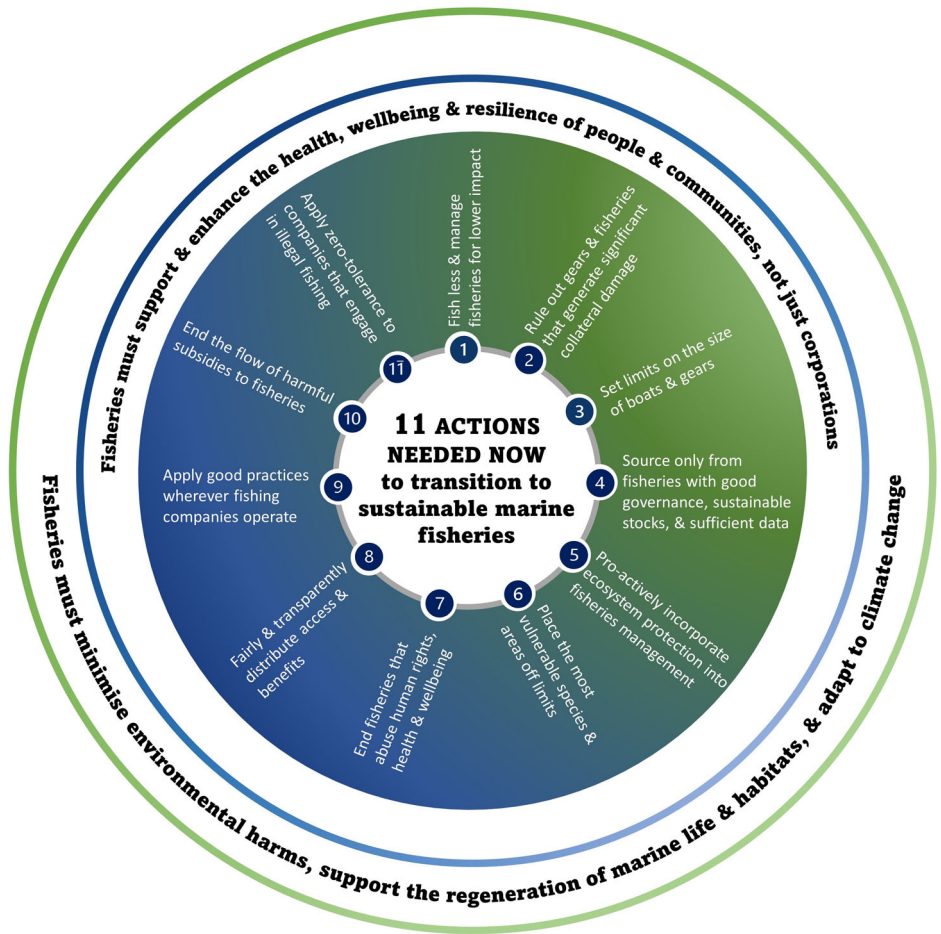 Fisheries must support & enhance the health, wellbeing & resilience of people & communities, not just corporations
Fisheries must minimise environmental harms, support the regeneration of marine life & habitats, & adapt to climate change
11 ACTIONS
NEEDED NOW
to transition to
sustainable marine
fisheries
1
Fish less & manage
fisheries for lower impact
2
Rule out gears & fisheries
that generate significant
collateral damage
3
Set limits on the size
of boats & gears
4
Source only from
fisheries with good
governance, sustainable
stocks, & sufficient data
5
Pro-actively incorporate
ecosystem protection into
fisheries management
6
Place the most
vulnerable species &
areas off limits
7
End fisheries that
abuse human rights,
health & wellbeing
8
Fairly & transparently
distribute access &
benefits
9
Apply good practices
wherever fishing
companies operate
10
End the flow of harmful
subsidies to fisheries
11
Apply zero-tolerance to
companies that engage
in illegal fishing